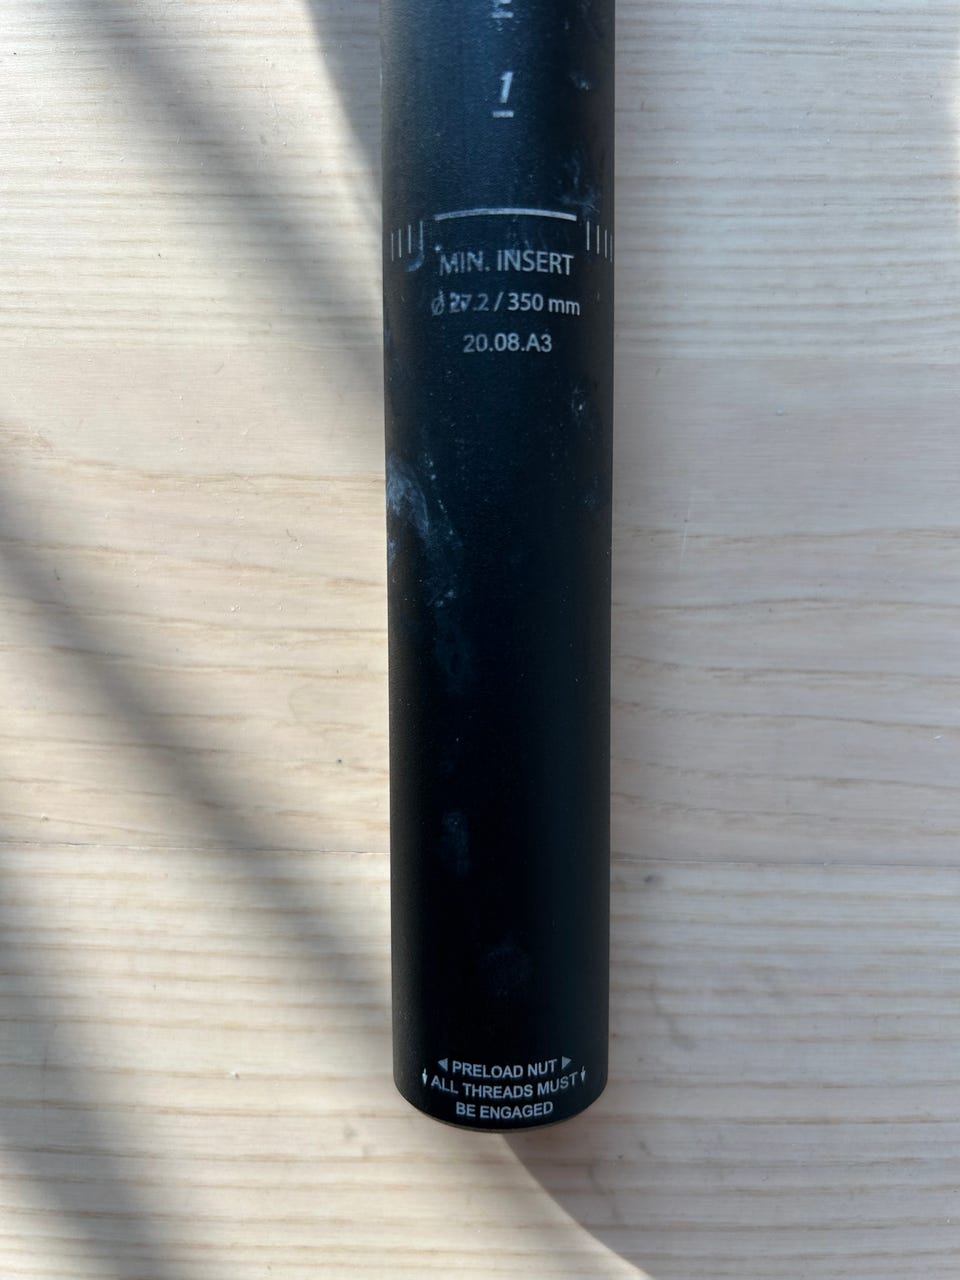 1
MIN. INSERT
Ø 27.2 / 350 mm
20.08.A3
◀ PRELOAD NUT ▶
ALL THREADS MUST
BE ENGAGED